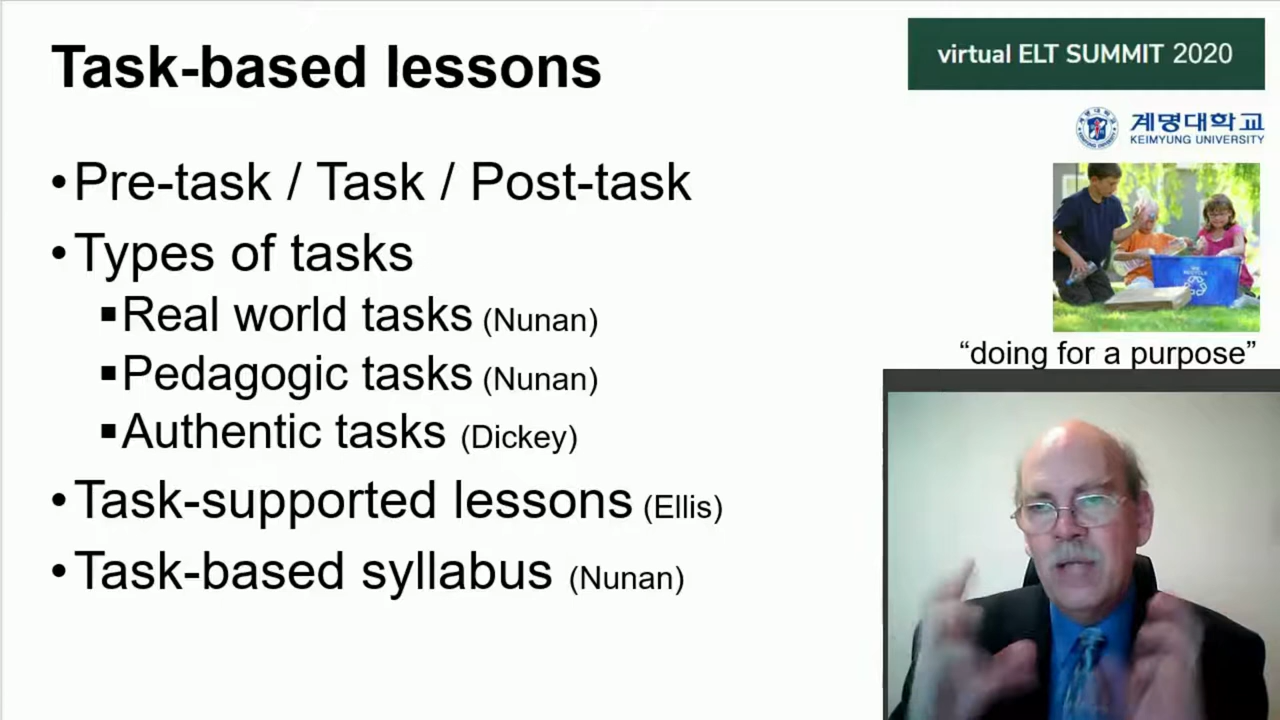 Task-based lessons
•Pre-task / Task / Post-task
•Types of tasks
▪Real world tasks (Nunan)
▪Pedagogic tasks (Nunan)
▪Authentic tasks (Dickey)
•Task-supported lessons (Ellis)
•Task-based syllabus (Nunan)
virtual ELT SUMMIT 2020
계명대학교
KEIMYUNG UNIVERSITY
RECYCLE
“doing for a purpose”